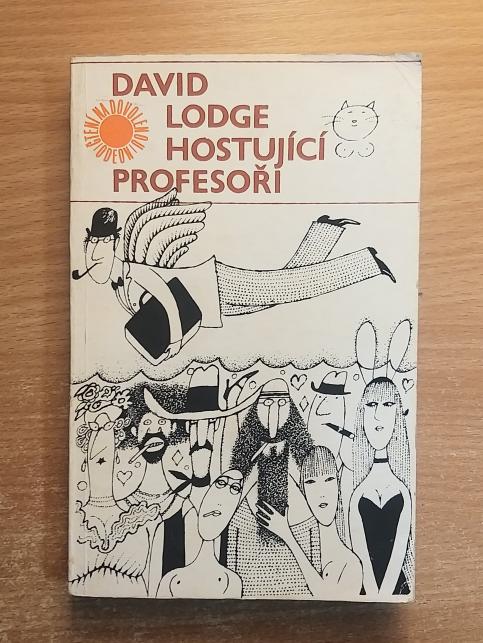 DAVID
LODGE
HOSTUJÍCÍ
PROFESOŘI
ČTENÍ NA DOVOLENOU
ODEON